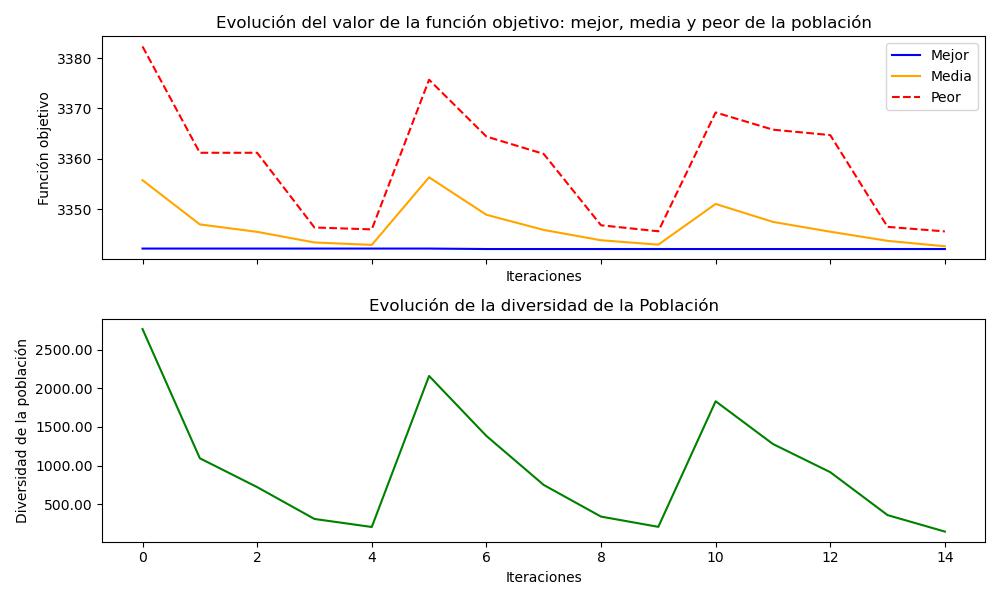 Evolución del valor de la función objetivo: mejor, media y peor de la población
Función objetivo
3380
3370
3360
3350
Mejor
Media
Peor
Iteraciones
Evolución de la diversidad de la Población
Diversidad de la población
2500.00
2000.00
1500.00
1000.00
500.00
0 2 4 6 8 10 12 14
Iteraciones